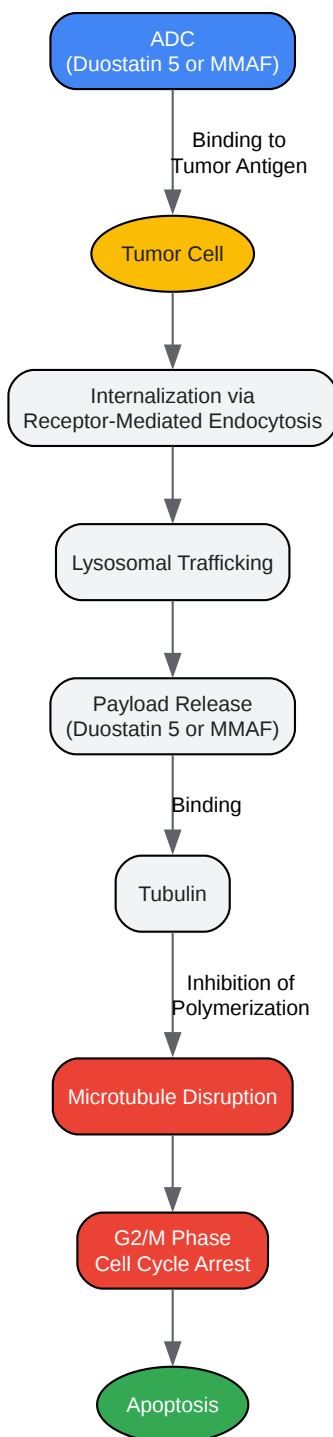 ADC
(Duostatin 5 or MMAF)
Binding to
Tumor Antigen
Tumor Cell
Internalization via
Receptor-Mediated Endocytosis
Lysosomal Trafficking
Payload Release
(Duostatin 5 or MMAF)
Binding
Tubulin
Inhibition of
Polymerization
Microtubule Disruption
G2/M Phase
Cell Cycle Arrest
Apoptosis